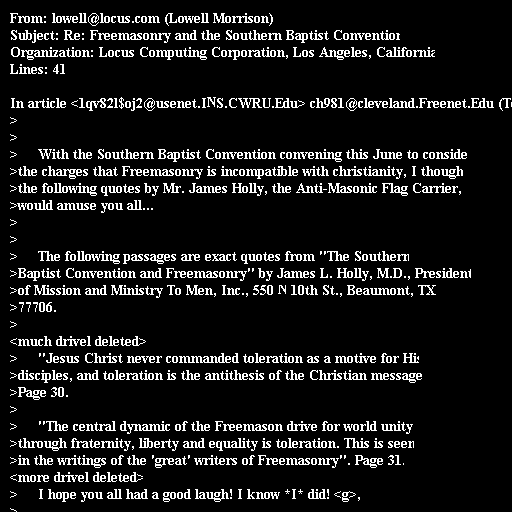 From: lowell@locus.com (Lowell Morrison)
Subject: Re: Freemasonry and the Southern Baptist Convention
Organization: Locus Computing Corporation, Los Angeles, California
Lines: 41

In article <1qv82l$oj2@usenet.INS.CWRU.Edu> ch981@cleveland.Freenet.Edu (T
>
>
>      With the Southern Baptist Convention convening this June to conside
>the charges that Freemasonry is incompatible with christianity, I though
>the following quotes by Mr. James Holly, the Anti-Masonic Flag Carrier,
>would amuse you all...
>
>
>      The following passages are exact quotes from "The Southern
>Baptist Convention and Freemasonry" by James L. Holly, M.D., President
>of Mission and Ministry To Men, Inc., 550 N 10th St., Beaumont, TX
>77706.
>
<much drivel deleted>
>      "Jesus Christ never commanded toleration as a motive for His
>disciples, and toleration is the antithesis of the Christian message
>Page 30.
>
>      "The central dynamic of the Freemason drive for world unity
>through fraternity, liberty and equality is toleration. This is seen
>in the writings of the 'great' writers of Freemasonry". Page 31.
<more drivel deleted>
>      I hope you all had a good laugh! I know *I* did! <g>,
>